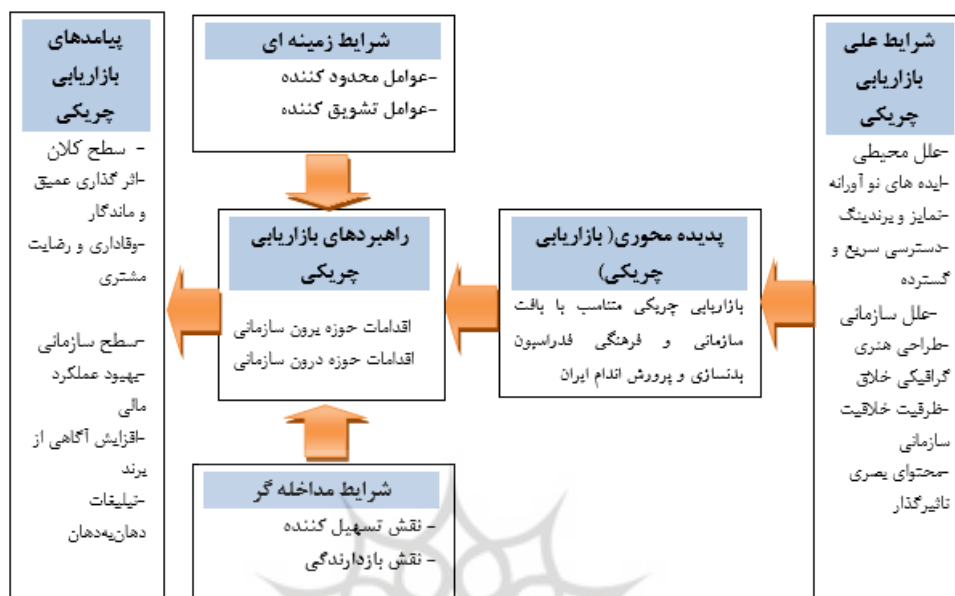 شرایط علی
بازاریابی
چریکی
-علل محیطی
-ایده های نو آورانه
-تمایز و برندینگ
-دسترسی سریع و
گسترده
-علل سازمانی
-طراحی هنری
گرافیکی خلاق
-ظرفیت خلاقیت
سازمانی
-محتوای بصری
تاثیرگذار
پدیده محوری( بازاریابی
چریکی)
بازاریابی چریکی متناسب با بافت
سازمانی و فرهنگی فدراسیون
بدنسازی و پرورش اندام ایران
شرایط زمینه ای
-عوامل محدود کننده
-عوامل تشویق کننده
راهبردهای بازاریابی
چریکی
اقدامات حوزه برون سازمانی
اقدامات حوزه درون سازمانی
شرایط مداخله گر
- نقش تسهیل کننده
- نقش بازدارندگی
پیامدهای
بازاریابی
چریکی
- سطح کلان
-اثر گذاری عمیق
و ماندگار
-وفاداری و رضایت
مشتری
-سطح سازمانی
-بهبود عملکرد
مالی
-افزایش آگاهی از
برند
-تبلیغات
دهان‌به‌دهان